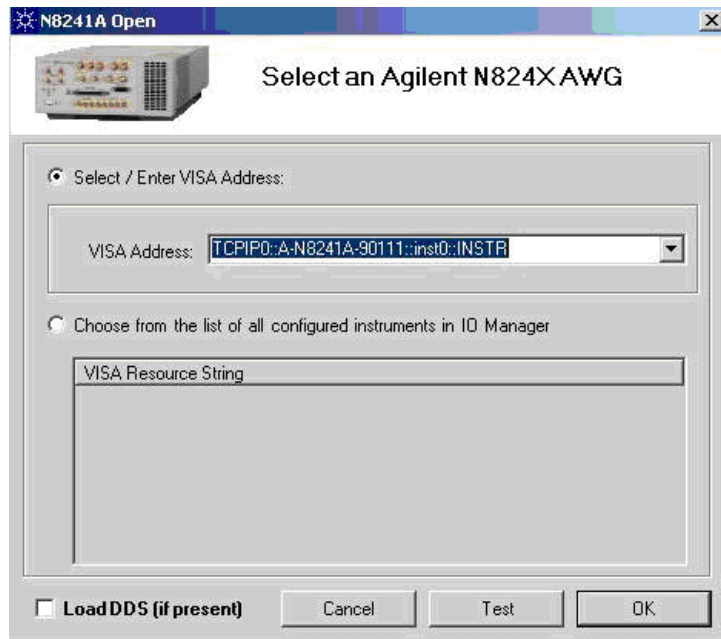 N8241A Open
Select an Agilent N824X AWG
Select / Enter VISA Address:
VISA Address: TCPIP0::A-N8241A-90111::inst0::INSTR
Choose from the list of all configured instruments in IO Manager
VISA Resource String
Load DDS (if present) Cancel Test OK